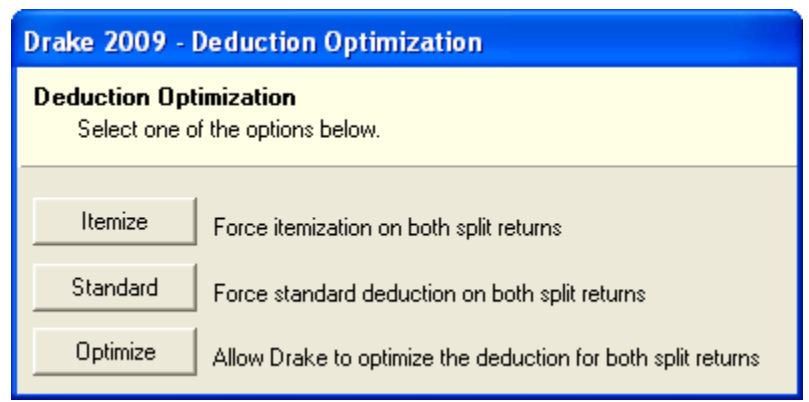 Drake 2009 - Deduction Optimization
Deduction Optimization
Select one of the options below.
Itemize Force itemization on both split returns
Standard Force standard deduction on both split returns
Optimize Allow Drake to optimize the deduction for both split returns